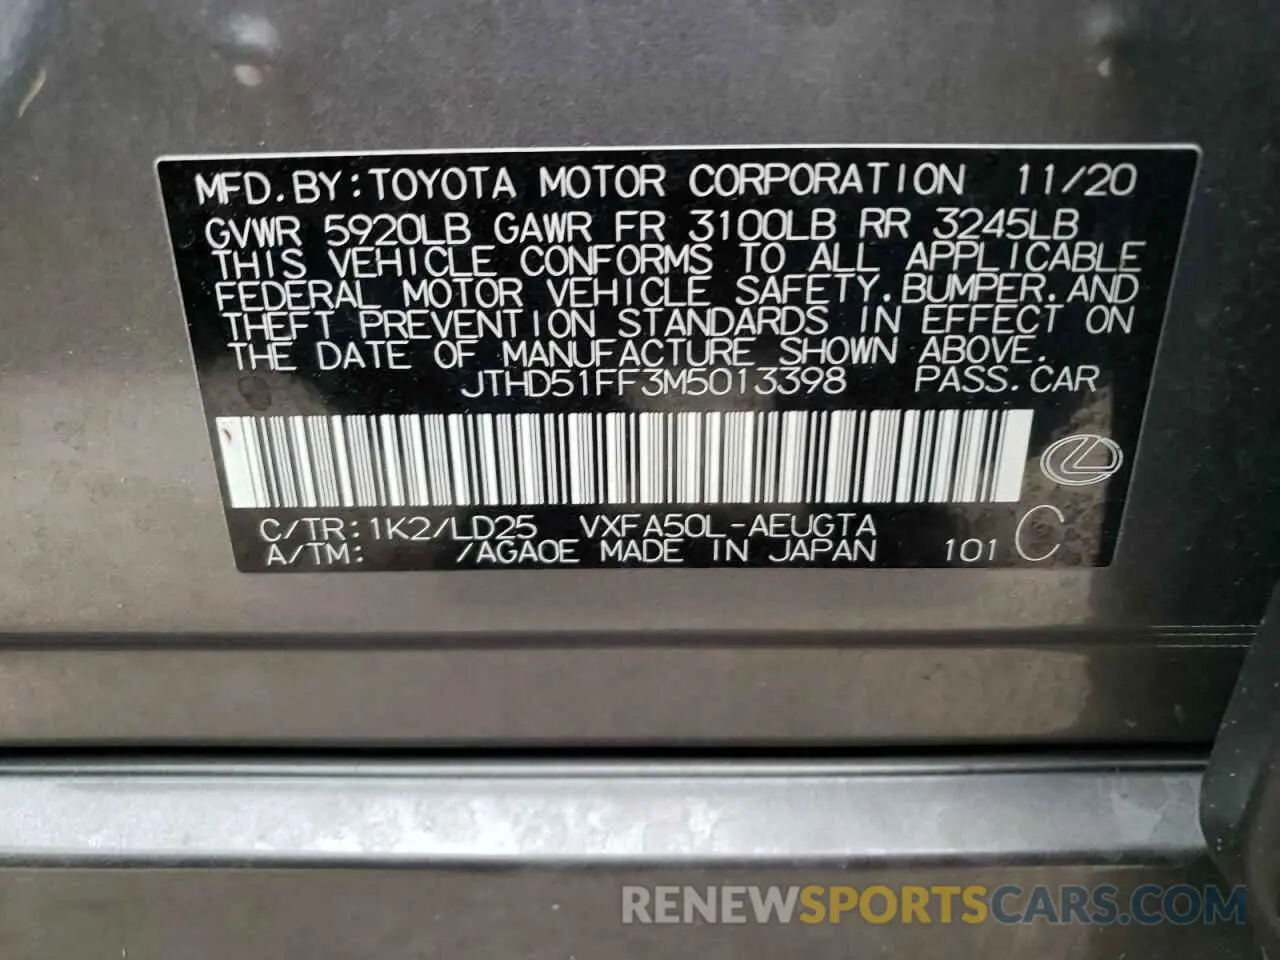 MFD.BY:TOYOTA MOTOR CORPORATION 11/20
GVWR 5920LB GAWR FR 3100LB RR 3245LB
THIS VEHICLE CONFORMS TO ALL APPLICABLE
FEDERAL MOTOR VEHICLE SAFETY,BUMPER,AND
THEFT PREVENTION STANDARDS IN EFFECT ON
THE DATE OF MANUFACTURE SHOWN ABOVE.
JTHD51FF3M5013398 PASS.CAR
C/TR:1K2/LD25 VXFA50L-AEUGTA
A/TM: /AGA0E MADE IN JAPAN 101 C
RENEWSPORTSCARS.COM